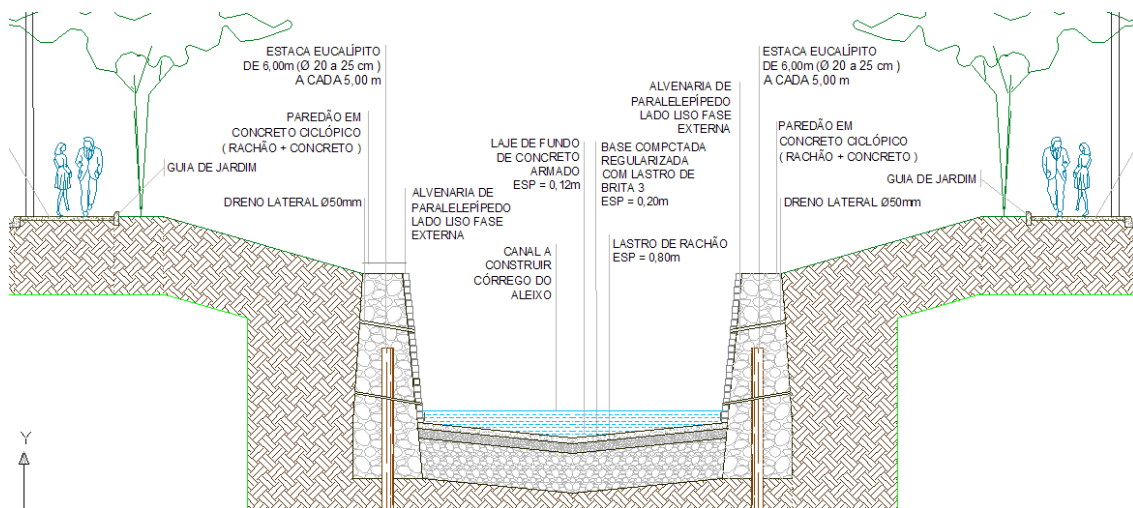 ESTACA EUCALÍPITO
DE 6,00m (Ø 20 a 25 cm )
A CADA 5,00 m
PAREDÃO EM
CONCRETO CICLÓPICO
( RACHÃO + CONCRETO )
GUIA DE JARDIM
DRENO LATERAL Ø50mm
ALVENARIA DE
PARALELEPÍPEDO
LADO LISO FASE
EXTERNA
LAJE DE FUNDO
DE CONCRETO
ARMADO
ESP = 0,12m
CANAL A
CONSTRUIR
CÓRREGO DO
ALEIXO
BASE COMPCTADA
REGULARIZADA
COM LASTRO DE
BRITA 3
ESP = 0,20m
LASTRO DE RACHÃO
ESP = 0,80m
ALVENARIA DE
PARALELEPÍPEDO
LADO LISO FASE
EXTERNA
ESTACA EUCALÍPITO
DE 6,00m (Ø 20 a 25 cm )
A CADA 5,00 m
PAREDÃO EM
CONCRETO CICLÓPICO
( RACHÃO + CONCRETO )
GUIA DE JARDIM
DRENO LATERAL Ø50mm
Y